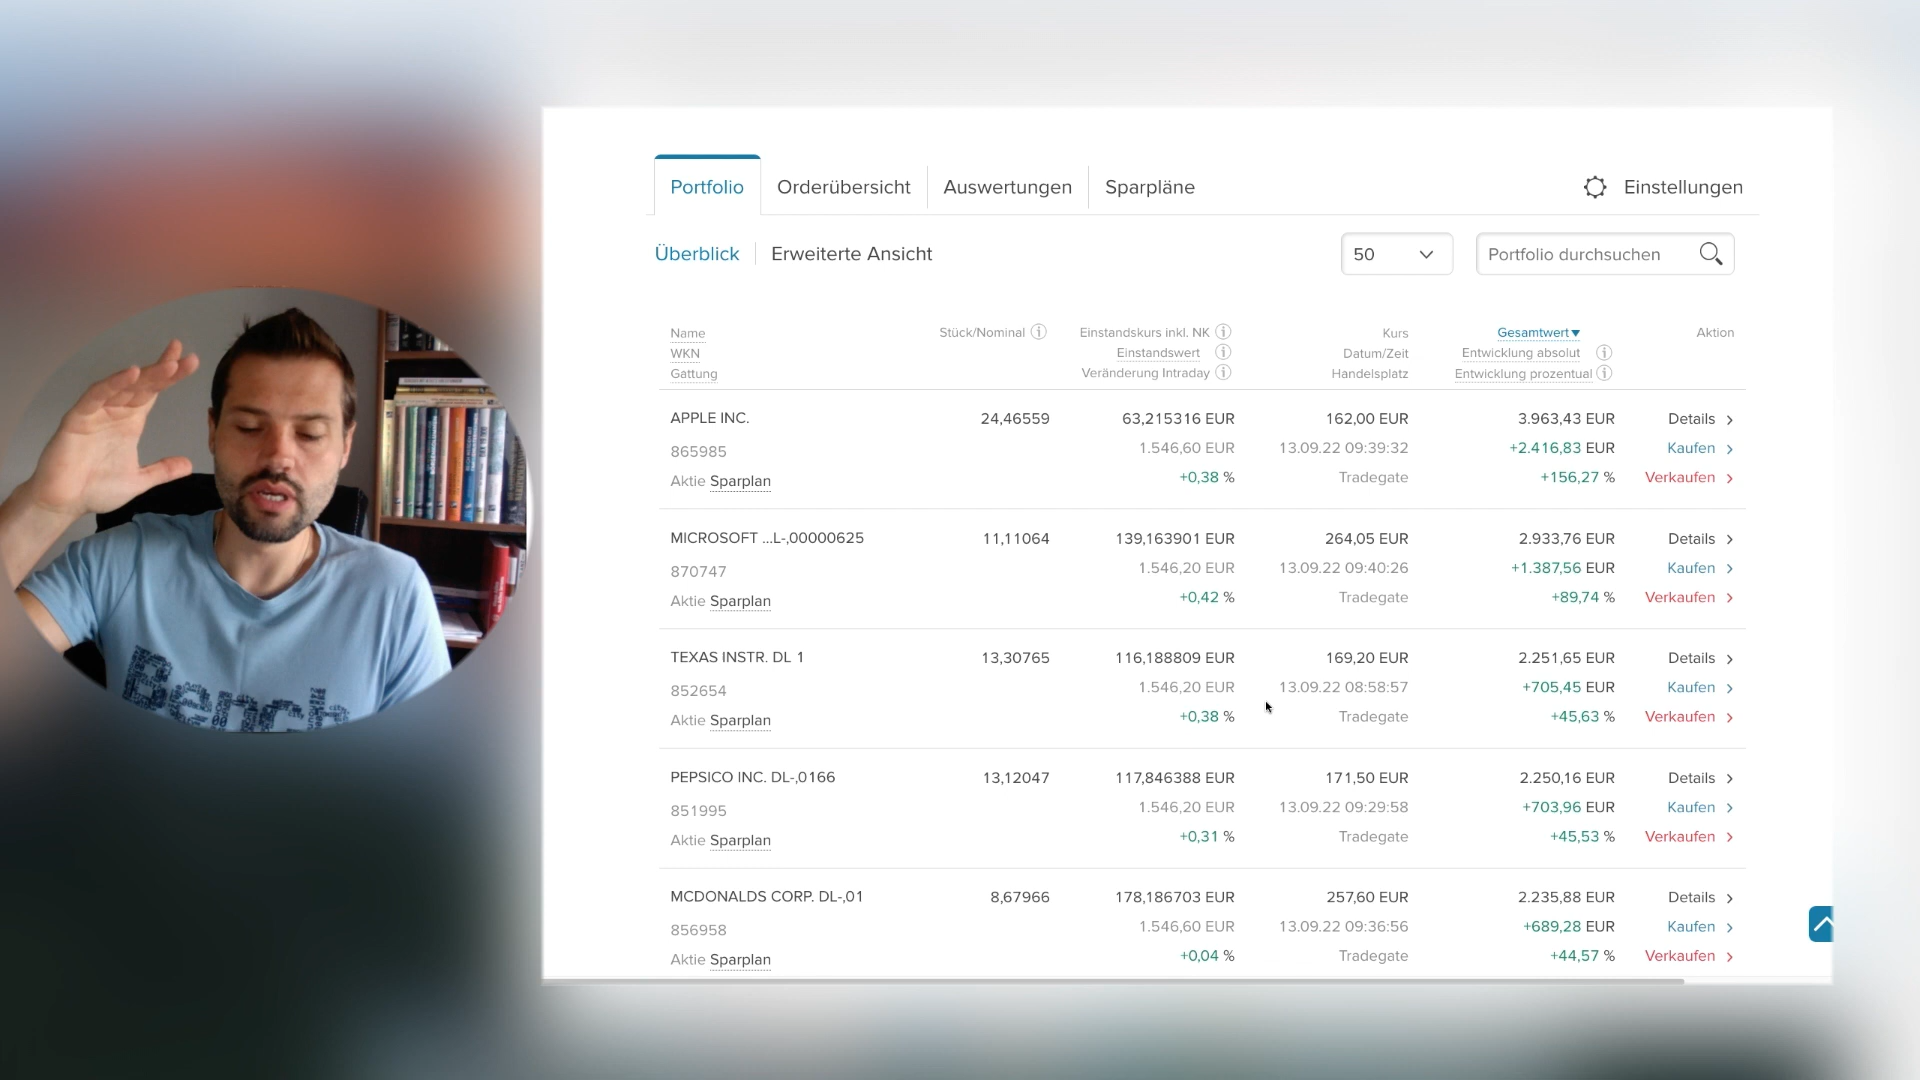 Portfolio Orderübersicht Auswertungen Sparpläne Einstellungen
Überblick Erweiterte Ansicht 50 Portfolio durchsuchen
Name Stück/Nominal Einstandskurs inkl. NK Kurs Gesamtwert Aktion
WKN Einstandswert Datum/Zeit Entwicklung absolut
Gattung Veränderung Intraday Handelsplatz Entwicklung prozentual
APPLE INC. 24,46559 63,215316 EUR 162,00 EUR 3.963,43 EUR Details
865985 1.546,60 EUR 13.09.22 09:39:32 +2.416,83 EUR Kaufen
Aktie Sparplan +0,38 % Tradegate +156,27 % Verkaufen
MICROSOFT ...L-,00000625 11,11064 139,163901 EUR 264,05 EUR 2.933,76 EUR Details
870747 1.546,20 EUR 13.09.22 09:40:26 +1.387,56 EUR Kaufen
Aktie Sparplan +0,42 % Tradegate +89,74 % Verkaufen
TEXAS INSTR. DL 1 13,30765 116,188809 EUR 169,20 EUR 2.251,65 EUR Details
852654 1.546,20 EUR 13.09.22 08:58:57 +705,45 EUR Kaufen
Aktie Sparplan +0,38 % Tradegate +45,63 % Verkaufen
PEPSICO INC. DL-,0166 13,12047 117,846388 EUR 171,50 EUR 2.250,16 EUR Details
851995 1.546,20 EUR 13.09.22 09:29:58 +703,96 EUR Kaufen
Aktie Sparplan +0,31 % Tradegate +45,53 % Verkaufen
MCDONALDS CORP. DL-,01 8,67966 178,186703 EUR 257,60 EUR 2.235,88 EUR Details
856958 1.546,60 EUR 13.09.22 09:36:56 +689,28 EUR Kaufen
Aktie Sparplan +0,04 % Tradegate +44,57 % Verkaufen
Bench